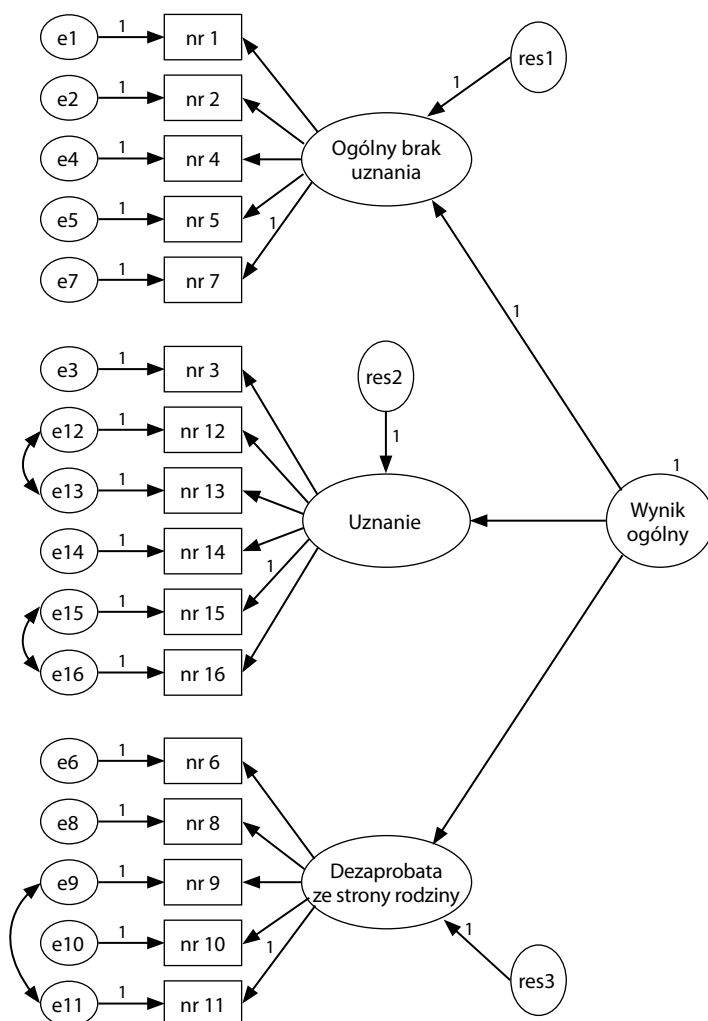 e1 1 nr 1
res1
1
e2 1 nr 2
Ogólny brak
uznania
e4 1 nr 4
e5 1 nr 5
1
e7 1 nr 7
1
e3 1 nr 3
res2
e12 1 nr 12
1
e13 1 nr 13
1
Uznanie
Wynik
ogólny
e14 1 nr 14
1
e15 1 nr 15
e16 1 nr 16
e6 1 nr 6
e8 1 nr 8
Dezaprobata
ze strony rodziny
e9 1 nr 9
e10 1 nr 10
1
1
res3
e11 1 nr 11